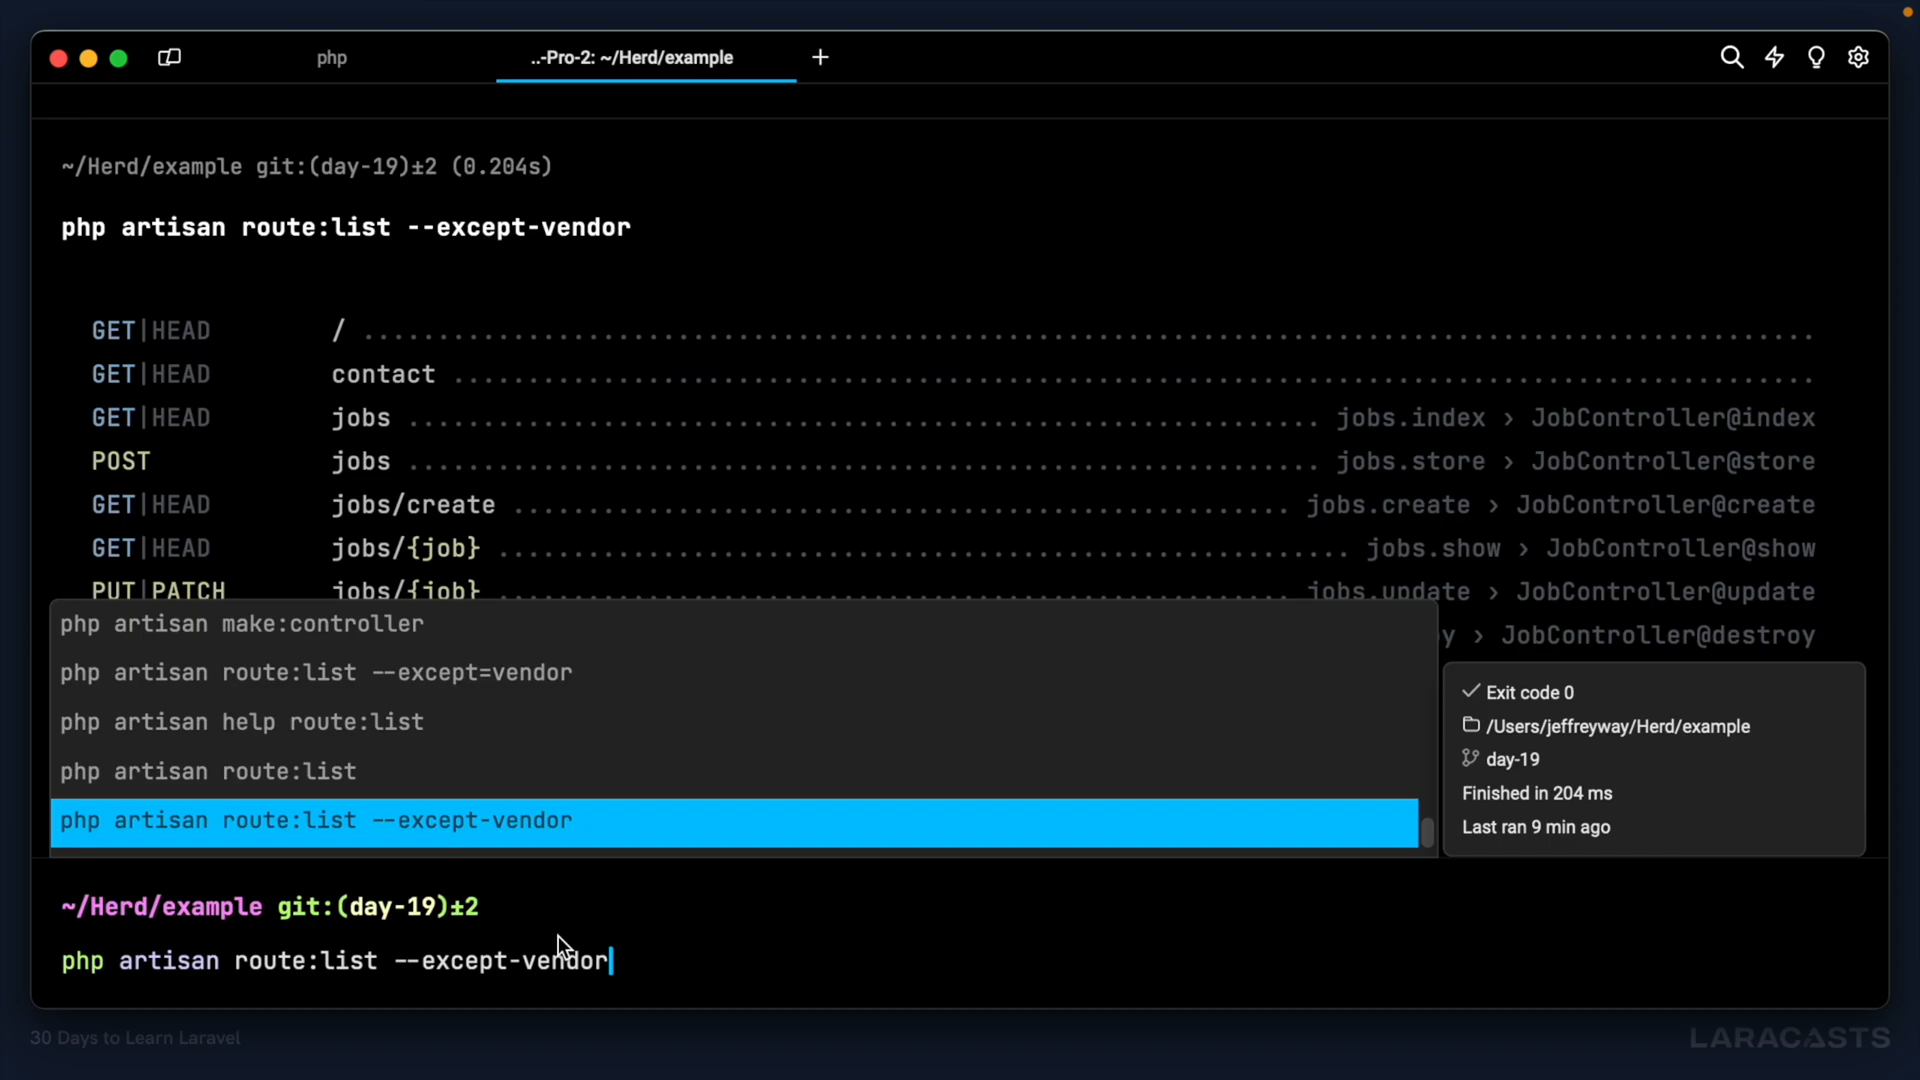 php
..-Pro-2: ~/Herd/example
~/Herd/example git:(day-19)±2 (0.204s)
php artisan route:list --except-vendor
GET|HEAD / ................................................................................................
GET|HEAD contact ..........................................................................................
GET|HEAD jobs ............................................................. jobs.index › JobController@index
POST jobs ............................................................. jobs.store › JobController@store
GET|HEAD jobs/create .................................................... jobs.create › JobController@create
GET|HEAD jobs/{job} ......................................................... jobs.show › JobController@show
PUT|PATCH jobs/{job} ..................................................... jobs.update › JobController@update
y › JobController@destroy
php artisan make:controller
php artisan route:list --except=vendor
php artisan help route:list
php artisan route:list
php artisan route:list --except-vendor
Exit code 0
/Users/jeffreyway/Herd/example
day-19
Finished in 204 ms
Last ran 9 min ago
~/Herd/example git:(day-19)±2
php artisan route:list --except-vendor
30 Days to Learn Laravel
LARACASTS